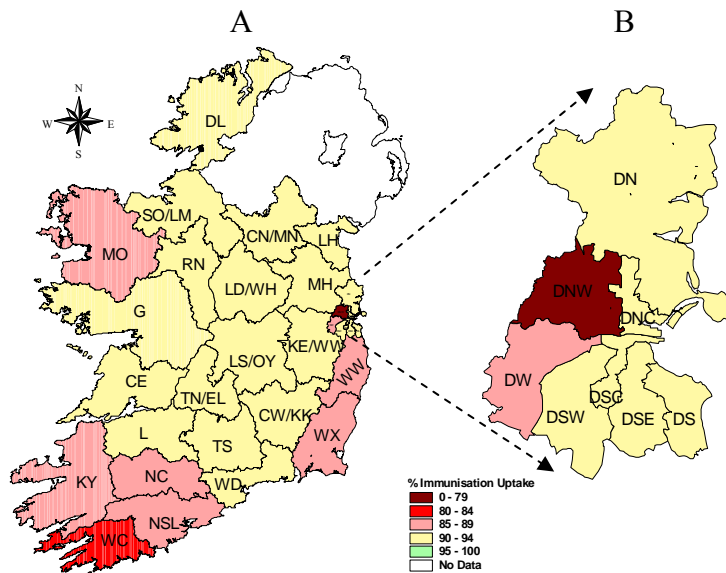 A
B
N
W E
S
DL
DN
SO/LM
CN/MN
MO
LH
RN
LD/WH
MH
DNW
G
DNC
KE/WW
LS/OY
WW
CE
DW
TN/EL
DSC
CW/KK
DSW
DSE
DS
L
TS
WX
NC
KY
WD
NSL
WC
% Immunisation Uptake
0 - 79
80 - 84
85 - 89
90 - 94
95 - 100
No Data